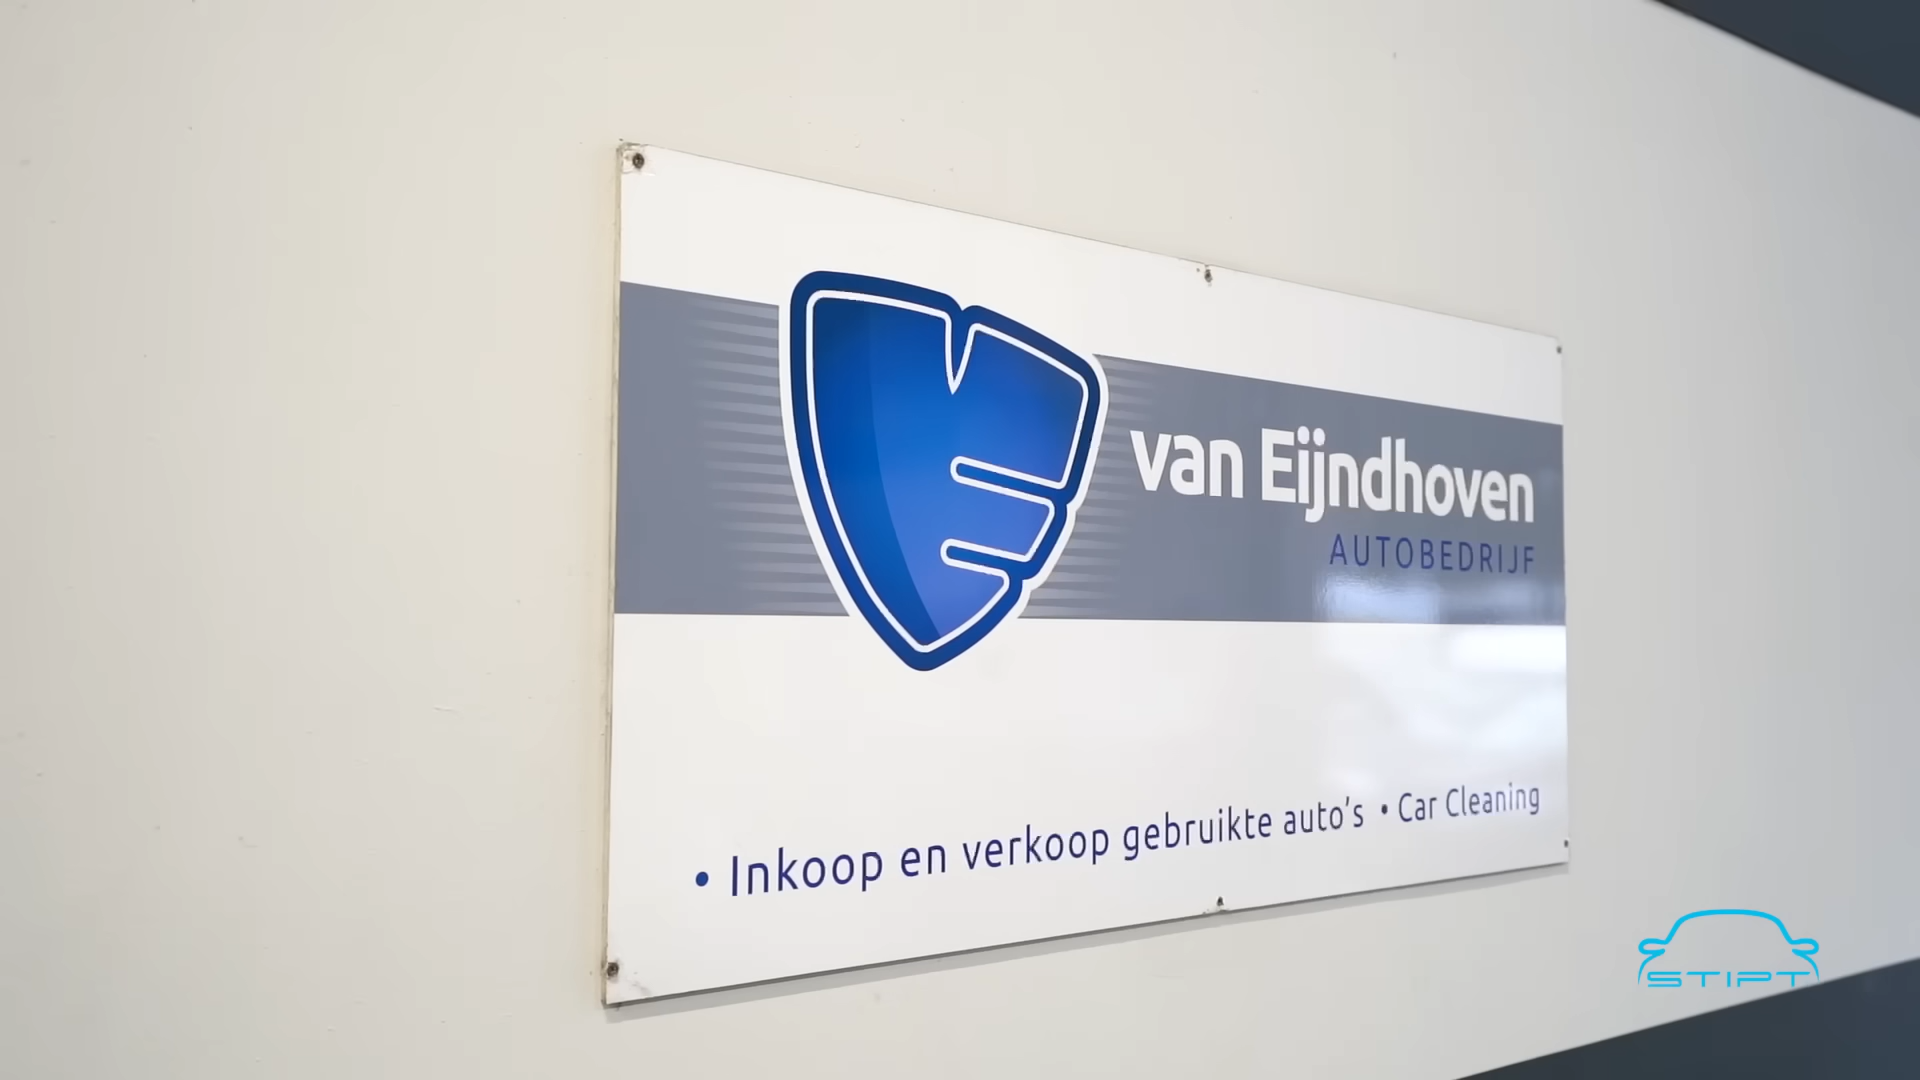 van Eijndhoven
AUTOBEDRIJF
• Inkoop en verkoop gebruikte auto's • Car Cleaning
STIPT